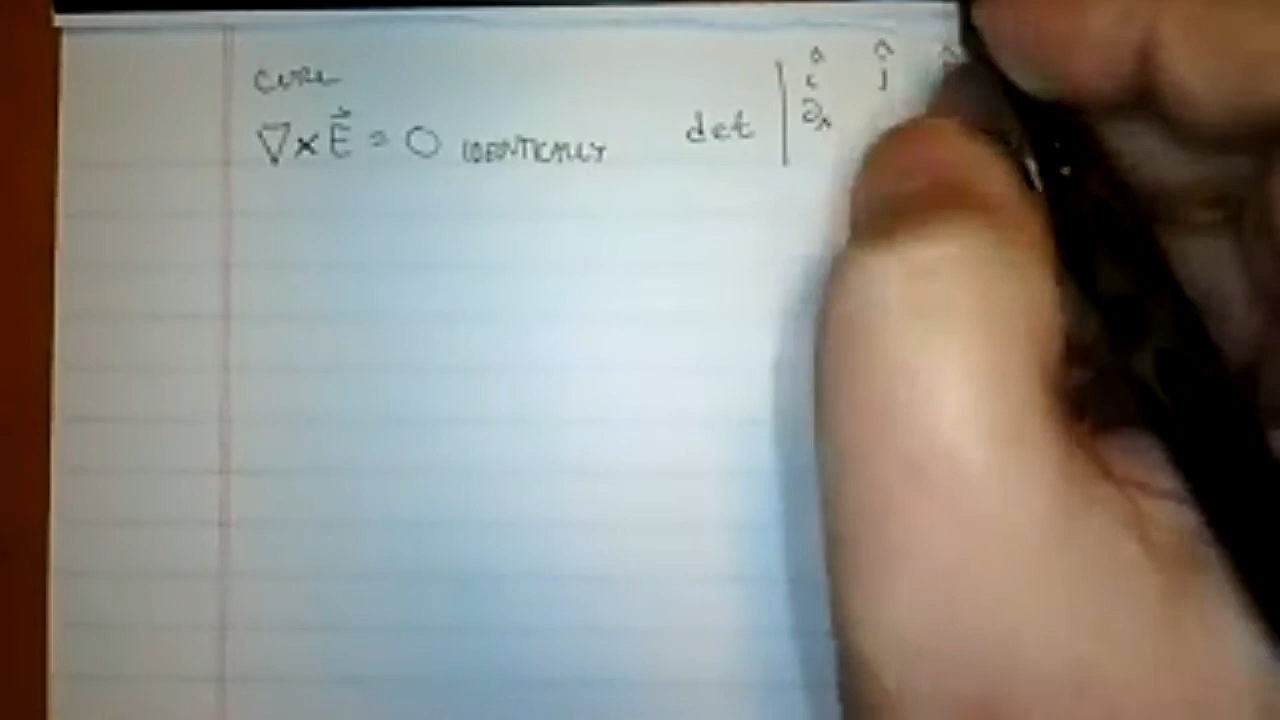 curl
∇×E⃗ = 0 IDENTICALLY
det | î ĵ
∂x